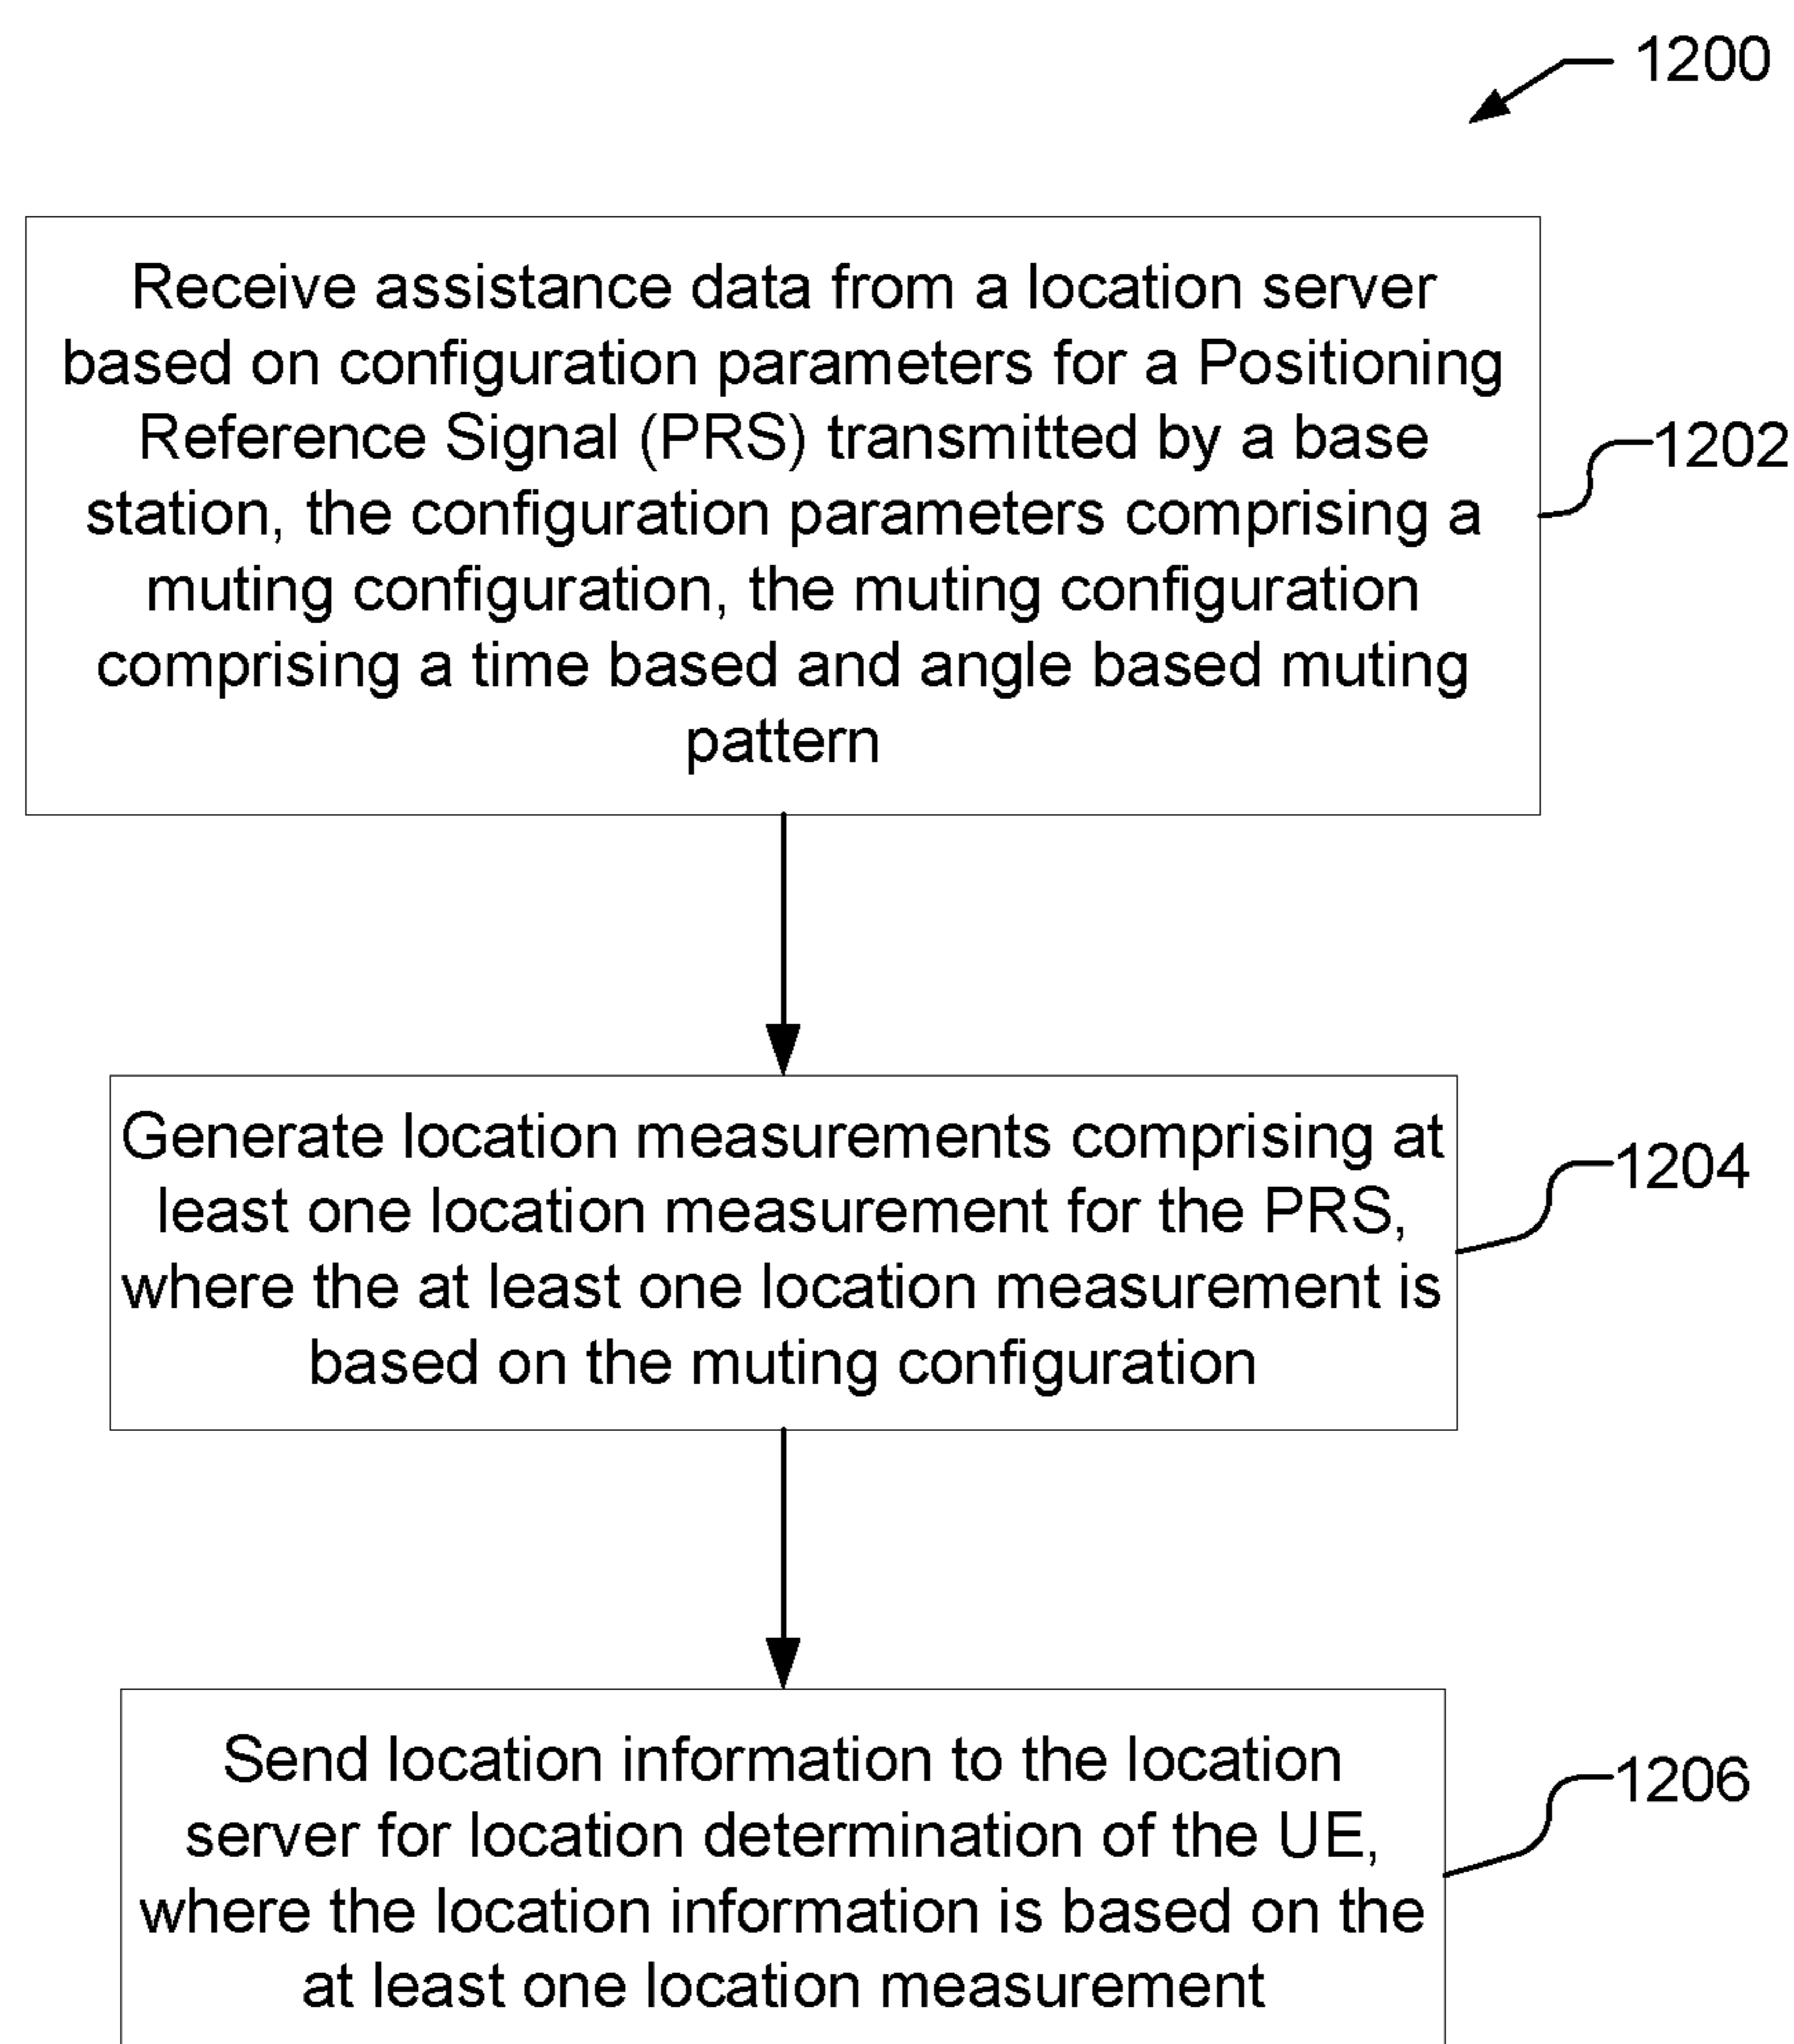 1200
Receive assistance data from a location server
based on configuration parameters for a Positioning
Reference Signal (PRS) transmitted by a base
station, the configuration parameters comprising a
muting configuration, the muting configuration
comprising a time based and angle based muting
pattern
1202
Generate location measurements comprising at
least one location measurement for the PRS,
where the at least one location measurement is
based on the muting configuration
1204
Send location information to the location
server for location determination of the UE,
where the location information is based on the
at least one location measurement
1206